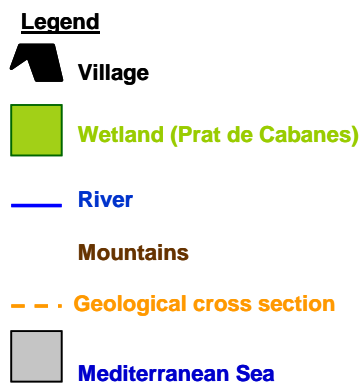 Legend
Village
Wetland (Prat de Cabanes)
River
Mountains
Geological cross section
Mediterranean Sea